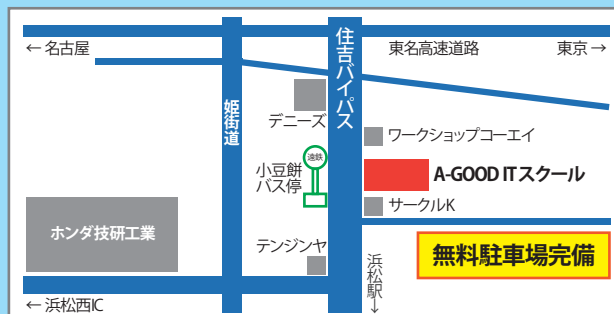 ← 名古屋
東名高速道路
東京 →
住吉バイパス
姫街道
デニーズ
ワークショップコーエイ
遠鉄
小豆餅
バス停
A-GOOD ITスクール
サークルK
ホンダ技研工業
テンジンヤ
無料駐車場完備
浜松駅→
← 浜松西IC